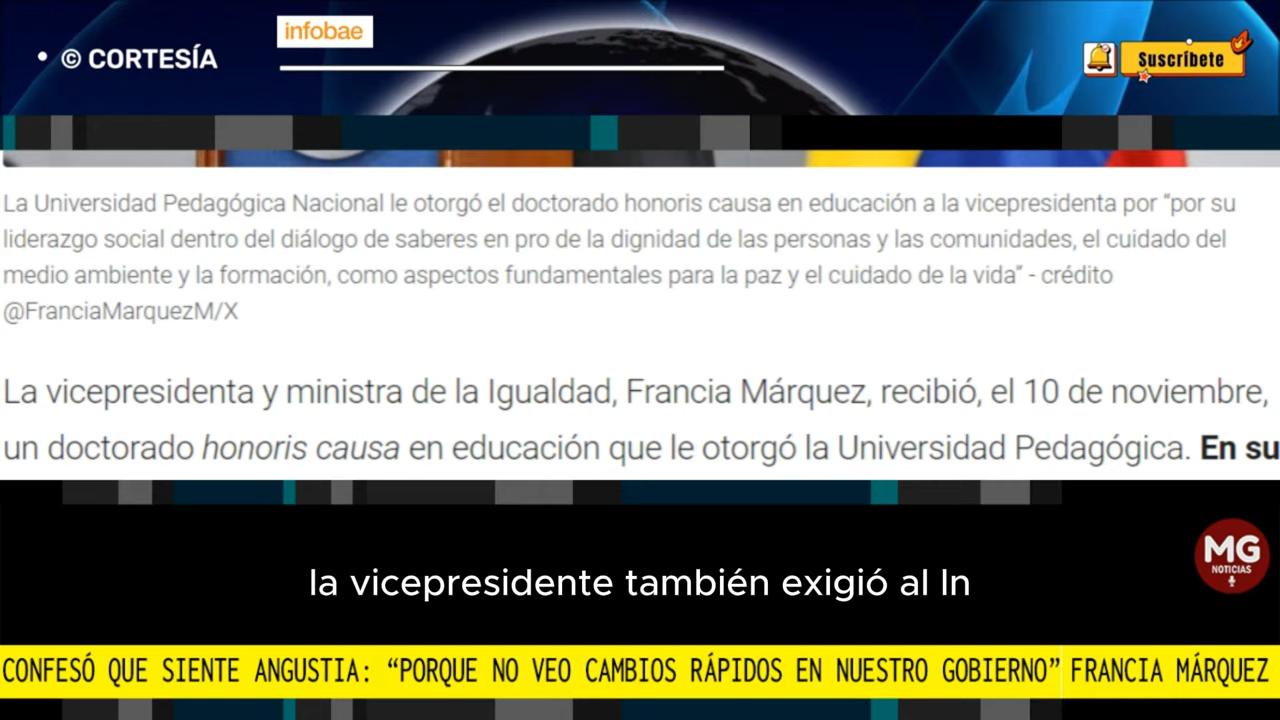 infobae
• © CORTESÍA
Suscríbete
La Universidad Pedagógica Nacional le otorgó el doctorado honoris causa en educación a la vicepresidenta por “por su
liderazgo social dentro del diálogo de saberes en pro de la dignidad de las personas y las comunidades, el cuidado del
medio ambiente y la formación, como aspectos fundamentales para la paz y el cuidado de la vida” - crédito
@FranciaMarquezM/X
La vicepresidenta y ministra de la Igualdad, Francia Márquez, recibió, el 10 de noviembre,
un doctorado honoris causa en educación que le otorgó la Universidad Pedagógica. En su
MG
NOTICIAS
la vicepresidente también exigió al In
CONFESÓ QUE SIENTE ANGUSTIA: “PORQUE NO VEO CAMBIOS RÁPIDOS EN NUESTRO GOBIERNO” FRANCIA MÁRQUEZ